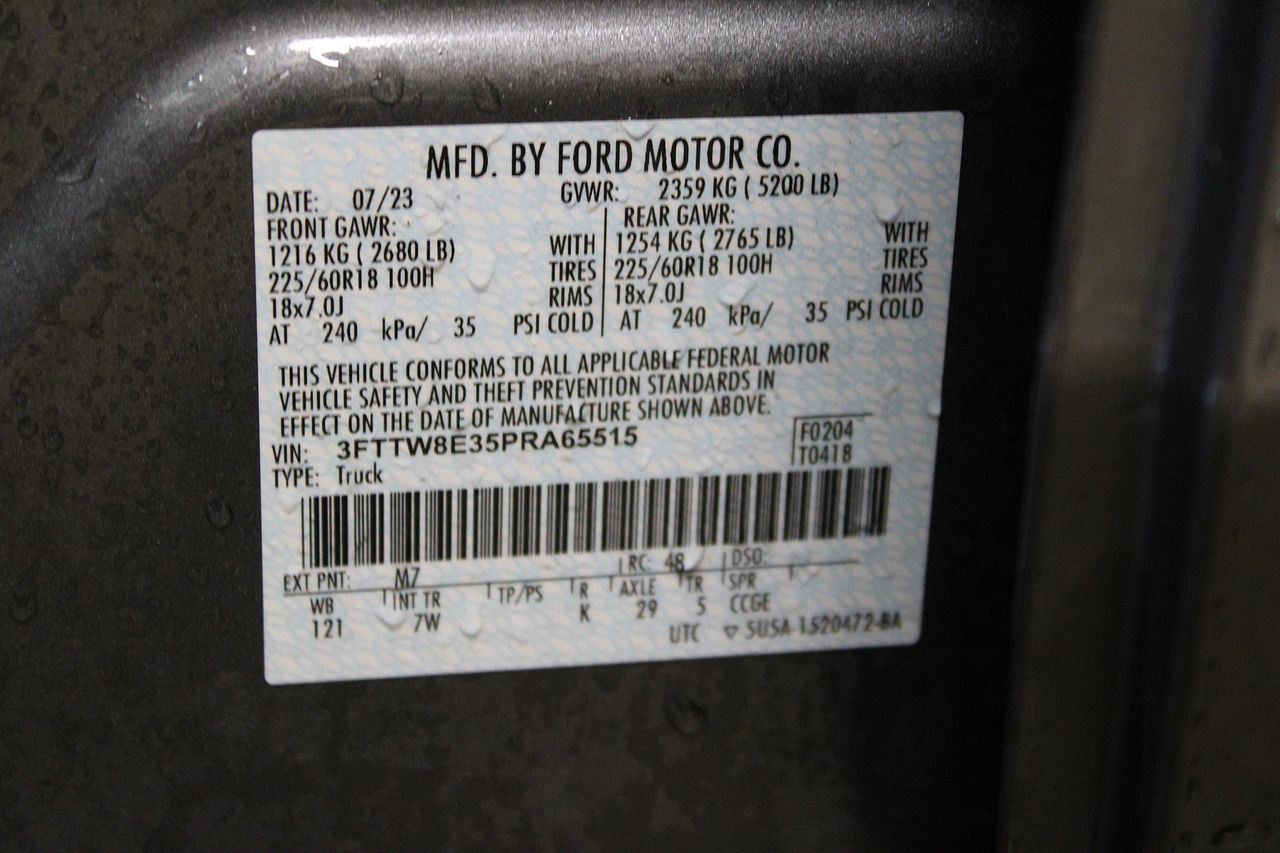 MFD. BY FORD MOTOR CO.
DATE: 07/23 GVWR: 2359 KG ( 5200 LB)
FRONT GAWR: REAR GAWR:
1216 KG ( 2680 LB) WITH 1254 KG ( 2765 LB) WITH
225/60R18 100H TIRES 225/60R18 100H TIRES
18x7.0J RIMS 18x7.0J RIMS
AT 240 kPa/ 35 PSI COLD AT 240 kPa/ 35 PSI COLD
THIS VEHICLE CONFORMS TO ALL APPLICABLE FEDERAL MOTOR
VEHICLE SAFETY AND THEFT PREVENTION STANDARDS IN
EFFECT ON THE DATE OF MANUFACTURE SHOWN ABOVE.
VIN: 3FTTW8E35PRA65515 F0204
TYPE: Truck T0418
EXT PNT: M7 RC: 48 DSO:
WB INT TR TP/PS R AXLE TR SPR
121 7W K 29 5 CCGE
UTC ▽ 5USA-1520472-BA